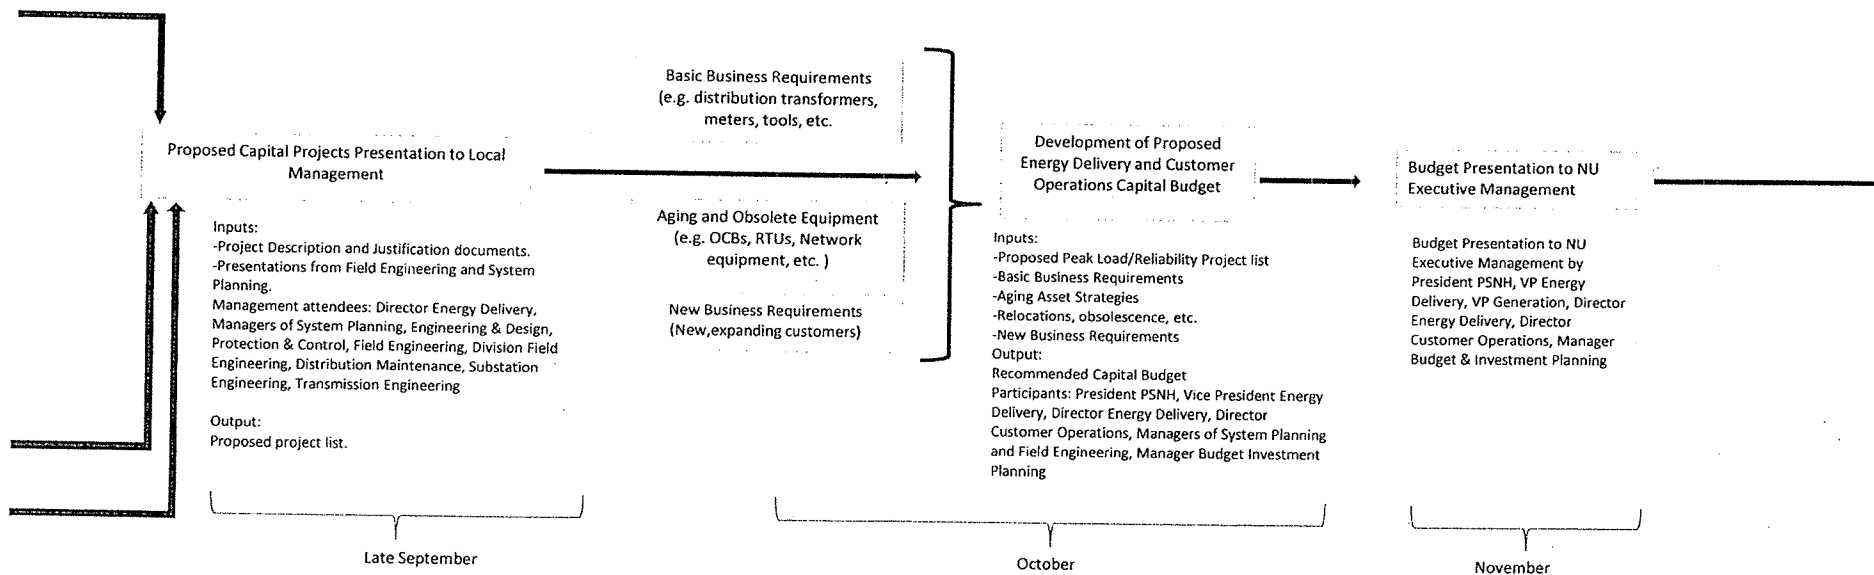 Basic Business Requirements
(e.g. distribution transformers,
meters, tools, etc.
Proposed Capital Projects Presentation to Local
Management
Inputs:
-Project Description and Justification documents.
-Presentations from Field Engineering and System
Planning.
Management attendees: Director Energy Delivery,
Managers of System Planning, Engineering & Design,
Protection & Control, Field Engineering, Division Field
Engineering, Distribution Maintenance, Substation
Engineering, Transmission Engineering
Output:
Proposed project list.
Late September
Aging and Obsolete Equipment
(e.g. OCBs, RTUs, Network
equipment, etc. )
New Business Requirements
(New,expanding customers)
Development of Proposed
Energy Delivery and Customer
Operations Capital Budget
Inputs:
-Proposed Peak Load/Reliability Project list
-Basic Business Requirements
-Aging Asset Strategies
-Relocations, obsolescence, etc.
-New Business Requirements
Output:
Recommended Capital Budget
Participants: President PSNH, Vice President Energy
Delivery, Director Energy Delivery, Director
Customer Operations, Managers of System Planning
and Field Engineering, Manager Budget Investment
Planning
October
Budget Presentation to NU
Executive Management
Budget Presentation to NU
Executive Management by
President PSNH, VP Energy
Delivery, VP Generation, Director
Energy Delivery, Director
Customer Operations, Manager
Budget & Investment Planning
November